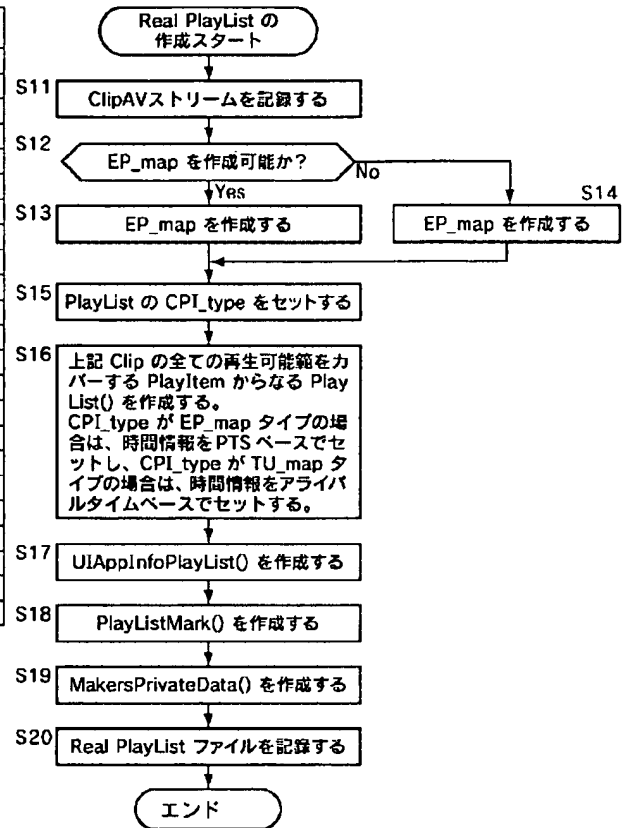 Real PlayList の
作成スタート
S11
ClipAVストリームを記録する
S12
EP_map を作成可能か?
No
Yes
S13
EP_map を作成する
S14
EP_map を作成する
S15
PlayList の CPI_type をセットする
S16
上記 Clip の全ての再生可能範をカ
バーする PlayItem からなる Play
List() を作成する。
CPI_type が EP_map タイプの場
合は、時間情報をPTS ベースでセ
ットし、CPI_type が TU_map タ
イプの場合は、時間情報をアライバ
ルタイムベースでセットする。
S17
UIAppInfoPlayList() を作成する
S18
PlayListMark() を作成する
S19
MakersPrivateData() を作成する
S20
Real PlayList ファイルを記録する
エンド